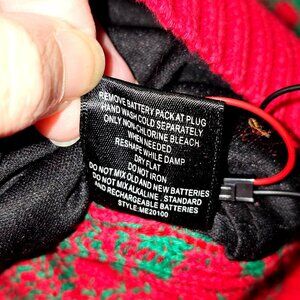 REMOVE BATTERY PACK AT PLUG
HAND WASH COLD SEPARATELY
ONLY NON-CHLORINE BLEACH
WHEN NEEDED
RESHAPE WHILE DAMP
DRY FLAT
DO NOT IRON
DO NOT MIX OLD AND NEW BATTERIES
DO NOT MIX ALKALINE . STANDARD
AND RECHARGEABLE BATTERIES
STYLE:ME20100